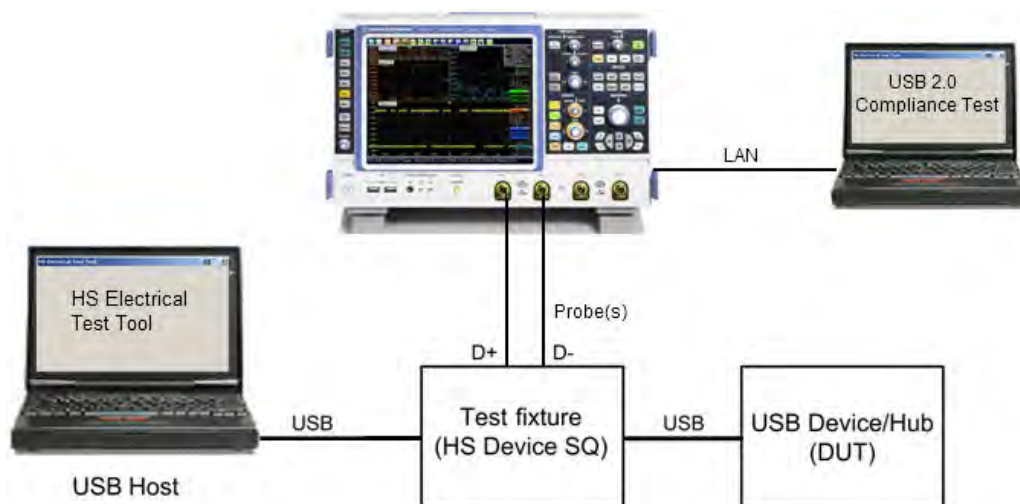 USB 2.0
Compliance Test
LAN
HS Electrical
Test Tool
Probe(s)
D+ D-
USB
Test fixture
(HS Device SQ)
USB
USB Device/Hub
(DUT)
USB Host